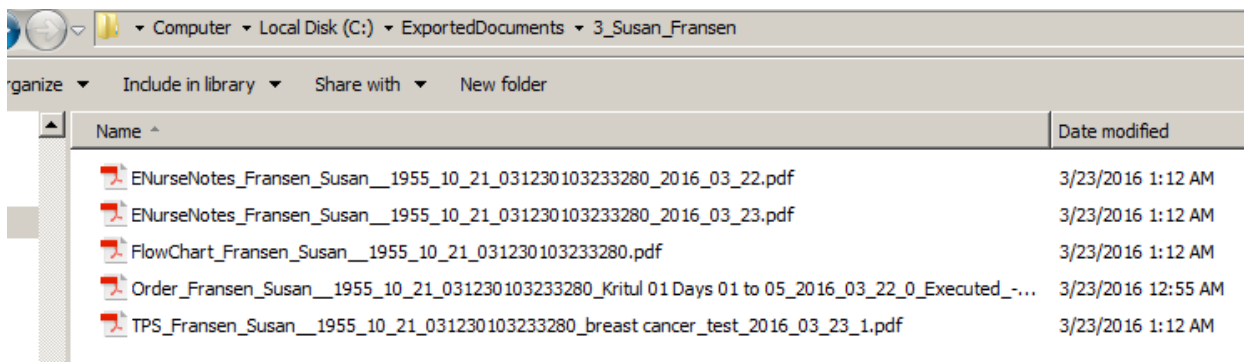 Computer Local Disk (C:) ExportedDocuments 3_Susan_Fransen
rganize Include in library Share with New folder
Name Date modified
ENurseNotes_Fransen_Susan__1955_10_21_031230103233280_2016_03_22.pdf 3/23/2016 1:12 AM
ENurseNotes_Fransen_Susan__1955_10_21_031230103233280_2016_03_23.pdf 3/23/2016 1:12 AM
FlowChart_Fransen_Susan__1955_10_21_031230103233280.pdf 3/23/2016 1:12 AM
Order_Fransen_Susan__1955_10_21_031230103233280_Kritul 01 Days 01 to 05_2016_03_22_0_Executed_-... 3/23/2016 12:55 AM
TPS_Fransen_Susan__1955_10_21_031230103233280_breast cancer_test_2016_03_23_1.pdf 3/23/2016 1:12 AM